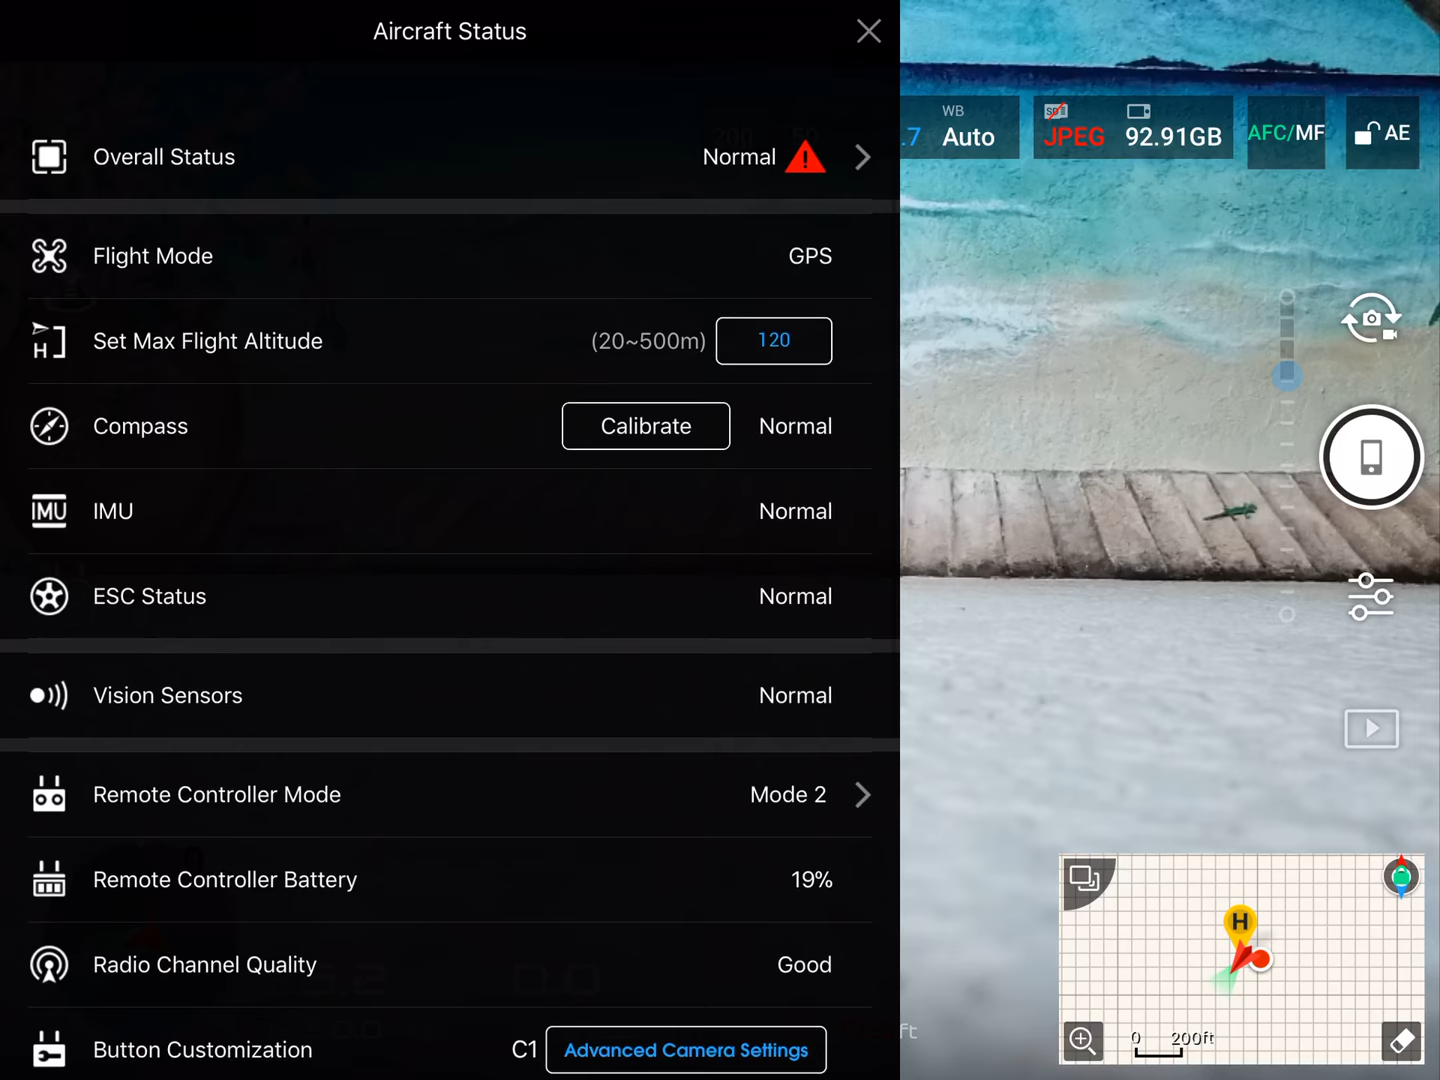 Aircraft Status
Overall Status Normal
Flight Mode GPS
H Set Max Flight Altitude (20~500m) 120
Compass Calibrate Normal
IMU IMU Normal
ESC Status Normal
Vision Sensors Normal
Remote Controller Mode Mode 2
Remote Controller Battery 19%
Radio Channel Quality Good
Button Customization C1 Advanced Camera Settings
WB
.7 Auto
JPEG 92.91GB
AFC/MF
AE
H
0 200ft
ft